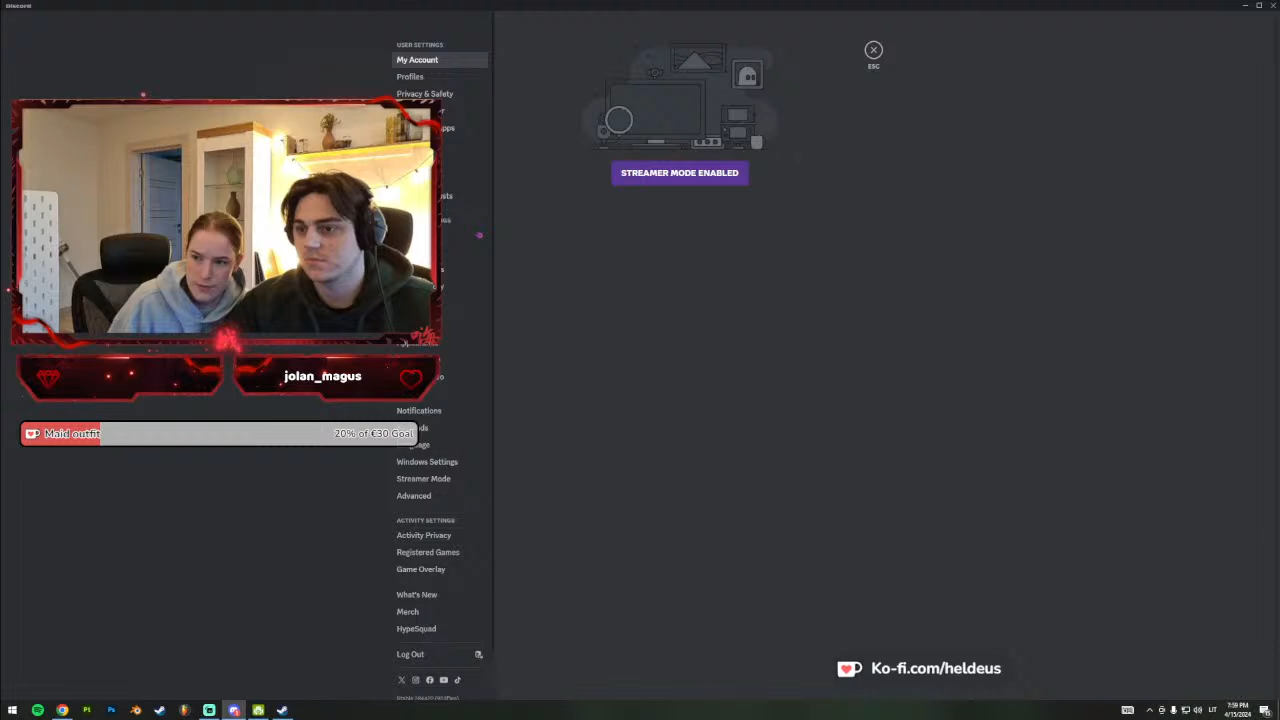 Discord
USER SETTINGS
My Account
Profiles
Privacy & Safety
Notifications
Windows Settings
Streamer Mode
Advanced
ACTIVITY SETTINGS
Activity Privacy
Registered Games
Game Overlay
What's New
Merch
HypeSquad
Log Out
ESC
STREAMER MODE ENABLED
jolan_magus
Maid outfit
20% of €30 Goal
Ko-fi.com/heldeus
LIT
7:59 PM
4/15/2024